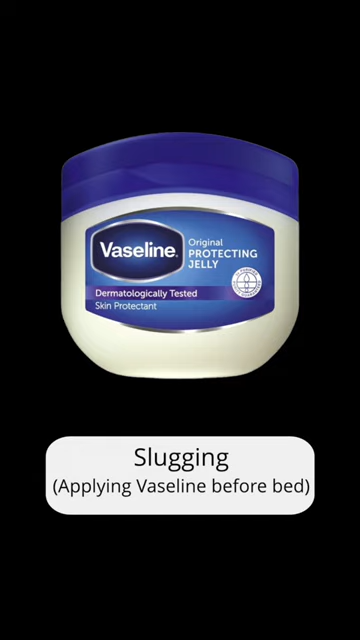 Vaseline.
Original
PROTECTING
JELLY
Dermatologically Tested
Skin Protectant
Slugging
(Applying Vaseline before bed)